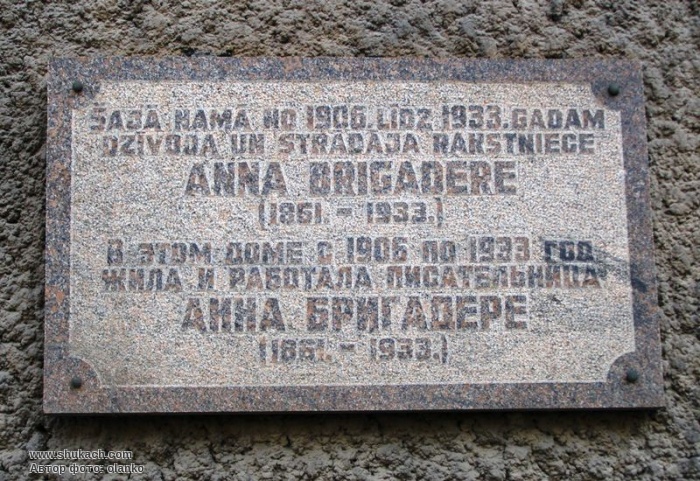 ŠAJĀ NAMĀ NO 1906. LĪDZ 1933. GADAM
DZĪVOJA UN STRĀDĀJA RAKSTNIECE
ANNA BRIGADERE
(1861. - 1933.)
В ЭТОМ ДОМЕ С 1906 ПО 1933 ГОД
ЖИЛА И РАБОТАЛА ПИСАТЕЛЬНИЦА
АННА БРИГАДЕРЕ
(1861. - 1933.)
www.shukach.com
Автор фото: olanko